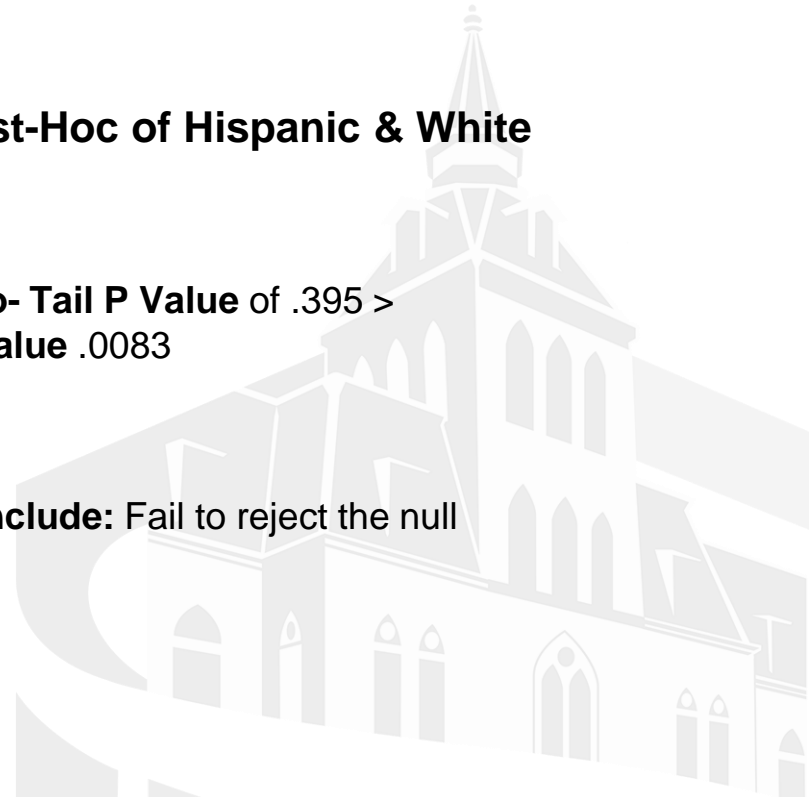 st-Hoc of Hispanic & White
o- Tail P Value of .395 >
alue .0083
nclude: Fail to reject the null